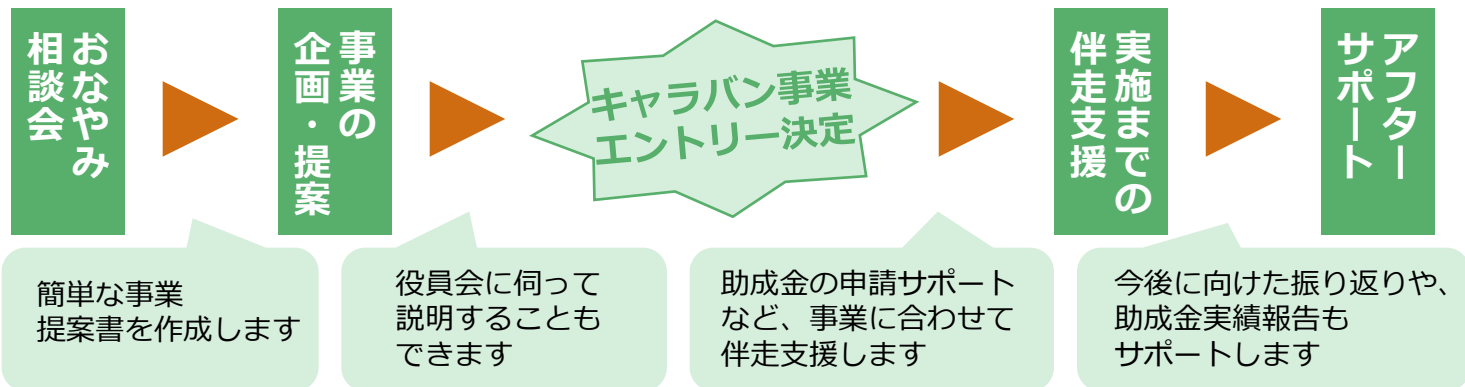 おなやみ
相談会
事業の
企画・提案
キャラバン事業
エントリー決定
実施までの
伴走支援
アフター
サポート
簡単な事業
提案書を作成します
役員会に伺って
説明することも
できます
助成金の申請サポート
など、事業に合わせて
伴走支援します
今後に向けた振り返りや、
助成金実績報告も
サポートします